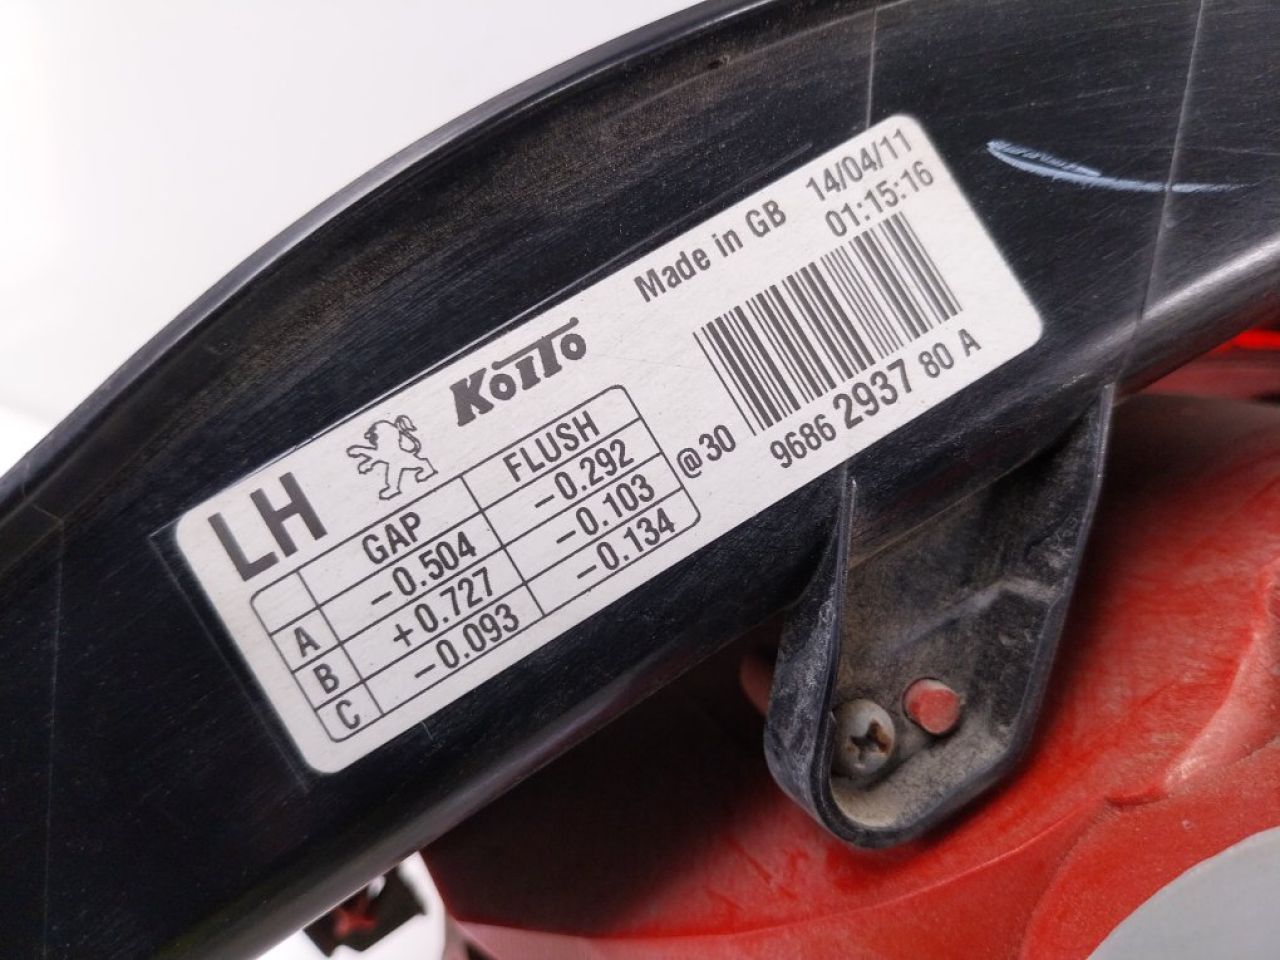 LH
KOITO
Made in GB
14/04/11
01:15:16
GAP FLUSH
A -0.504 -0.292
B +0.727 -0.103
C -0.093 -0.134
@30
9686 2937 80 A